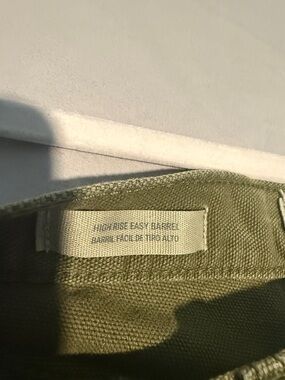 HIGH RISE EASY BARREL
BARRIL FÁCIL DE TIRO ALTO